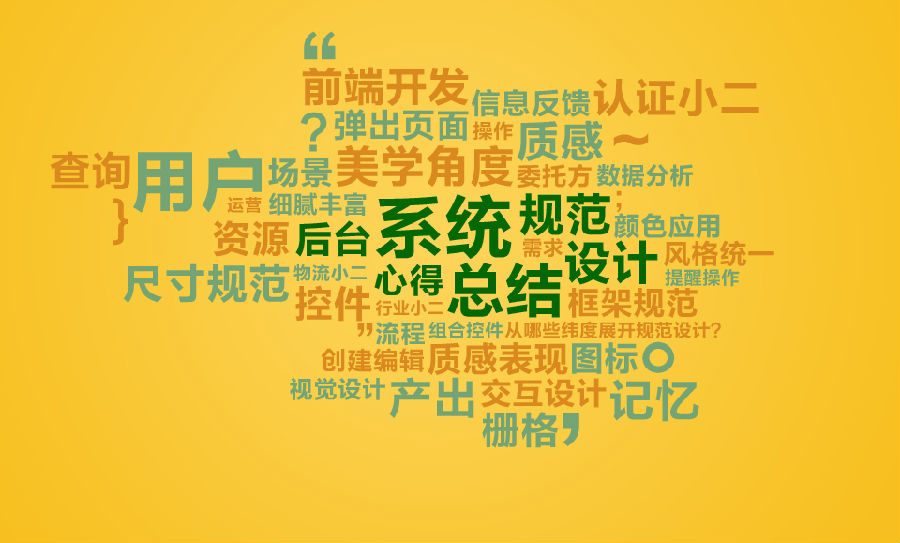 “
前端开发
信息反馈
认证小二
?
弹出页面
操作
质感
~
查询
用户
场景
美学角度
委托方
数据分析
}
运营
细腻丰富
系统
规范
;
颜色应用
资源
后台
需求
设计
风格统一
尺寸规范
物流小二
心得
总结
提醒操作
控件
行业小二
框架规范
”
流程
组合控件
从哪些纬度展开规范设计?
创建编辑
质感表现
图标
O
视觉设计
产出
交互设计
记忆
栅格
,